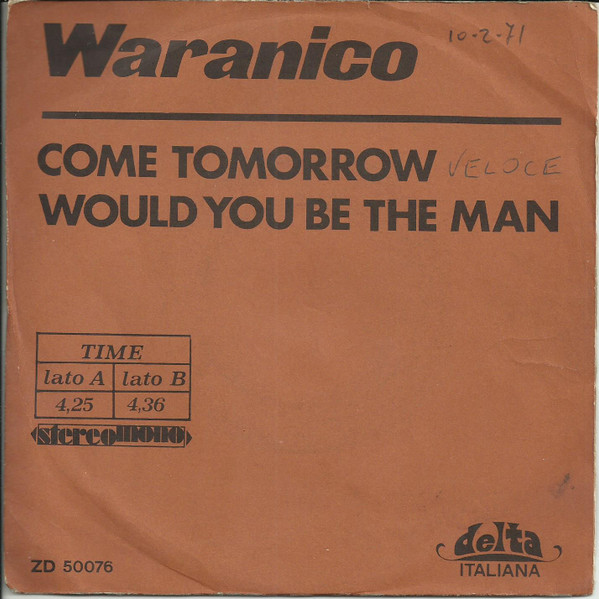 Waranico 10-2-71
COME TOMORROW VELOCE
WOULD YOU BE THE MAN
TIME
lato A lato B
4,25 4,36
stereo mono
delta
ITALIANA
ZD 50076